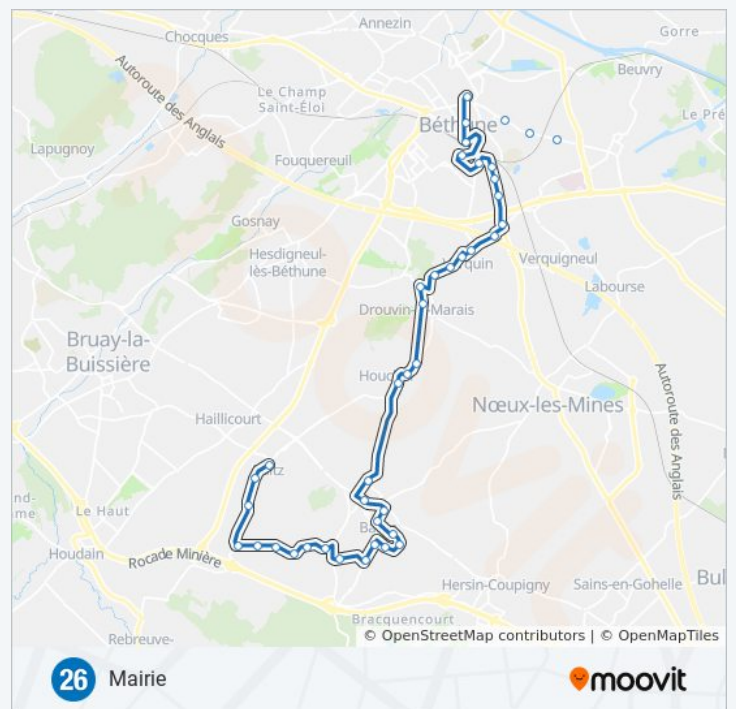 Annezin
Chocques
Gorre
Beuvry
Autoroute des Anglais
Le Champ
Saint-Éloi
Le Pré
Béthune
Lapugnoy
Fouquereuil
Gosnay
Hesdigneul-
lès-Béthune
Verquigneul
Labourse
Drouvin-le-Marais
Bruay-la-
Buissière
Nœux-les-Mines
Autoroute des Anglais
Haillicourt
Le Haut
Houdain
Rocade Minière
Hersin-Coupigny
Sains-en-Gohelle
Bul
Bracquencourt
Rebreuve-
© OpenStreetMap contributors | © OpenMapTiles
26 Mairie
moovit